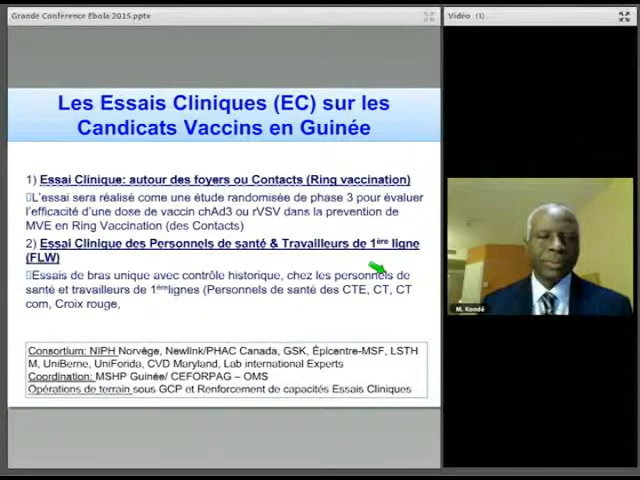 Grande Conférence Ebola 2015.pptx
Vidéo (1)
Les Essais Cliniques (EC) sur les
Candicats Vaccins en Guinée
1) Essai Clinique: autour des foyers ou Contacts (Ring vaccination)
L'essai sera réalisé come une étude randomisée de phase 3 pour évaluer
l'efficacité d'une dose de vaccin chAd3 ou rVSV dans la prevention de
MVE en Ring Vaccination (des Contacts)
2) Essai Clinique des Personnels de santé & Travailleurs de 1ère ligne
(FLW)
Essais de bras unique avec contrôle historique, chez les personnels de
santé et travailleurs de 1èrelignes (Personnels de santé des CTE, CT, CT
com, Croix rouge,
Consortium: NIPH Norvège, Newlink/PHAC Canada, GSK, Épicentre-MSF, LSTH
M, UniBerne, UniForida, CVD Maryland, Lab international Experts
Coordination: MSHP Guinée/ CEFORPAG – OMS
Opérations de terrain sous GCP et Renforcement de capacités Essais Cliniques
M. Kondé